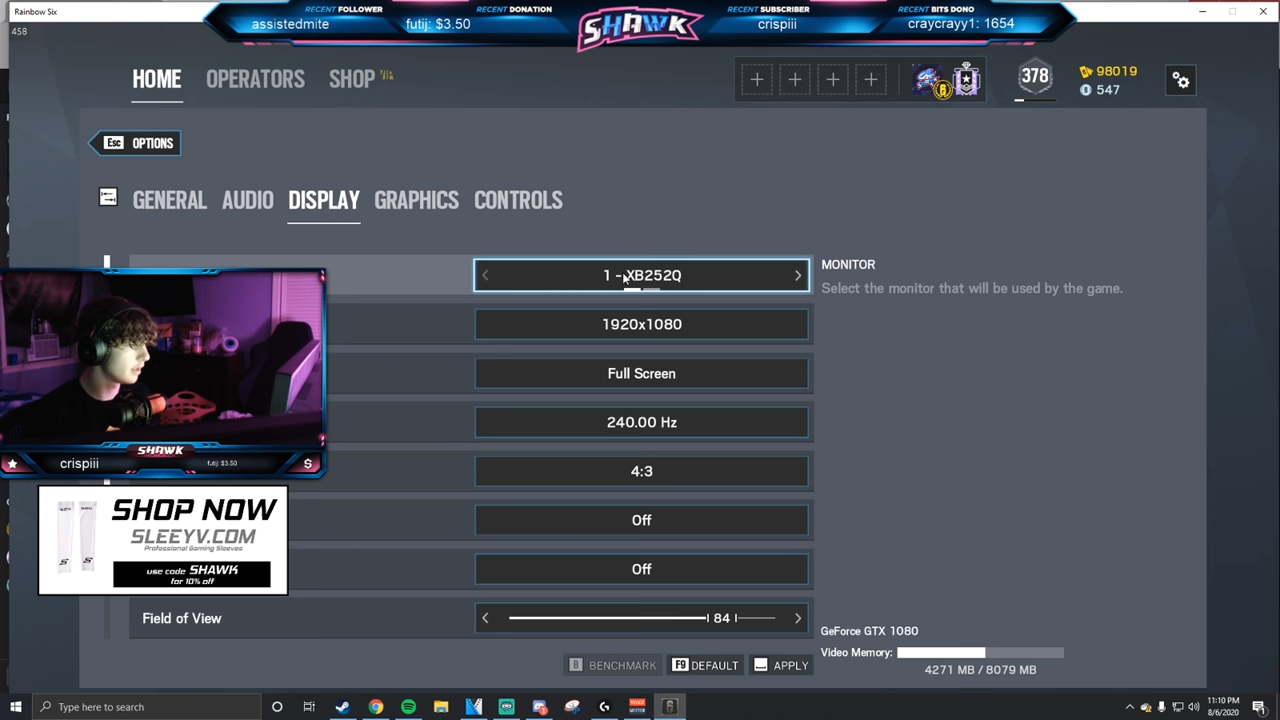 Rainbow Six
458
RECENT FOLLOWER
assistedmite
RECENT DONATION
futij: $3.50
SHAWK
RECENT SUBSCRIBER
crispiii
RECENT BITS DONO
craycrayy1: 1654
HOME OPERATORS SHOP
378
98019
547
Esc OPTIONS
GENERAL AUDIO DISPLAY GRAPHICS CONTROLS
1 - XB252Q
MONITOR
Select the monitor that will be used by the game.
1920x1080
Full Screen
240.00 Hz
4:3
Off
Off
Field of View 84
SHAWK
crispiii
futij: $3.50
$
SHOP NOW
SLEEYV.COM
Professional Gaming Sleeves
use code SHAWK
for 10% off
GeForce GTX 1080
Video Memory:
4271 MB / 8079 MB
B BENCHMARK F9 DEFAULT APPLY
Type here to search
11:10 PM
8/6/2020